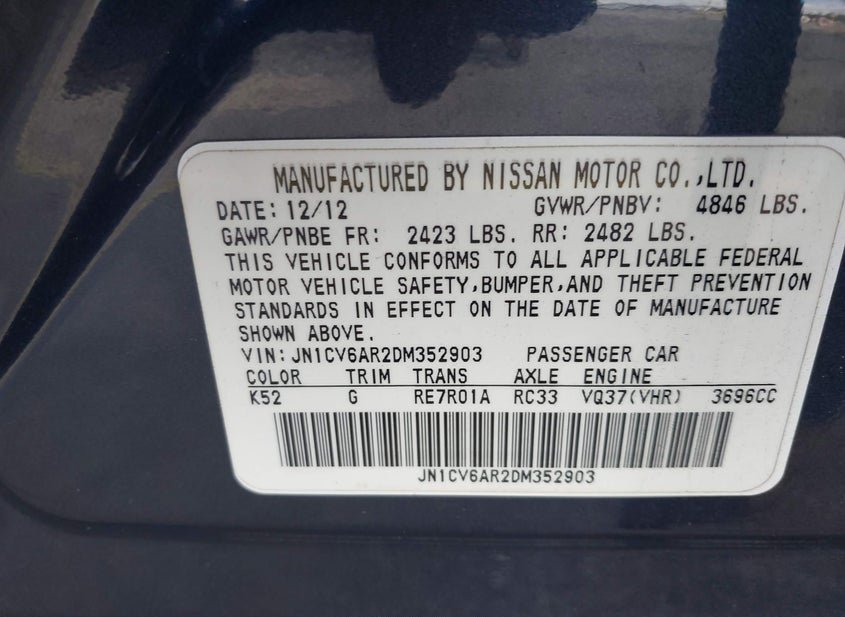 MANUFACTURED BY NISSAN MOTOR CO.,LTD.
DATE: 12/12 GVWR/PNBV: 4846 LBS.
GAWR/PNBE FR: 2423 LBS. RR: 2482 LBS.
THIS VEHICLE CONFORMS TO ALL APPLICABLE FEDERAL
MOTOR VEHICLE SAFETY,BUMPER,AND THEFT PREVENTION
STANDARDS IN EFFECT ON THE DATE OF MANUFACTURE
SHOWN ABOVE.
VIN: JN1CV6AR2DM352903 PASSENGER CAR
COLOR TRIM TRANS AXLE ENGINE
K52 G RE7R01A RC33 VQ37(VHR) 3696CC
JN1CV6AR2DM352903